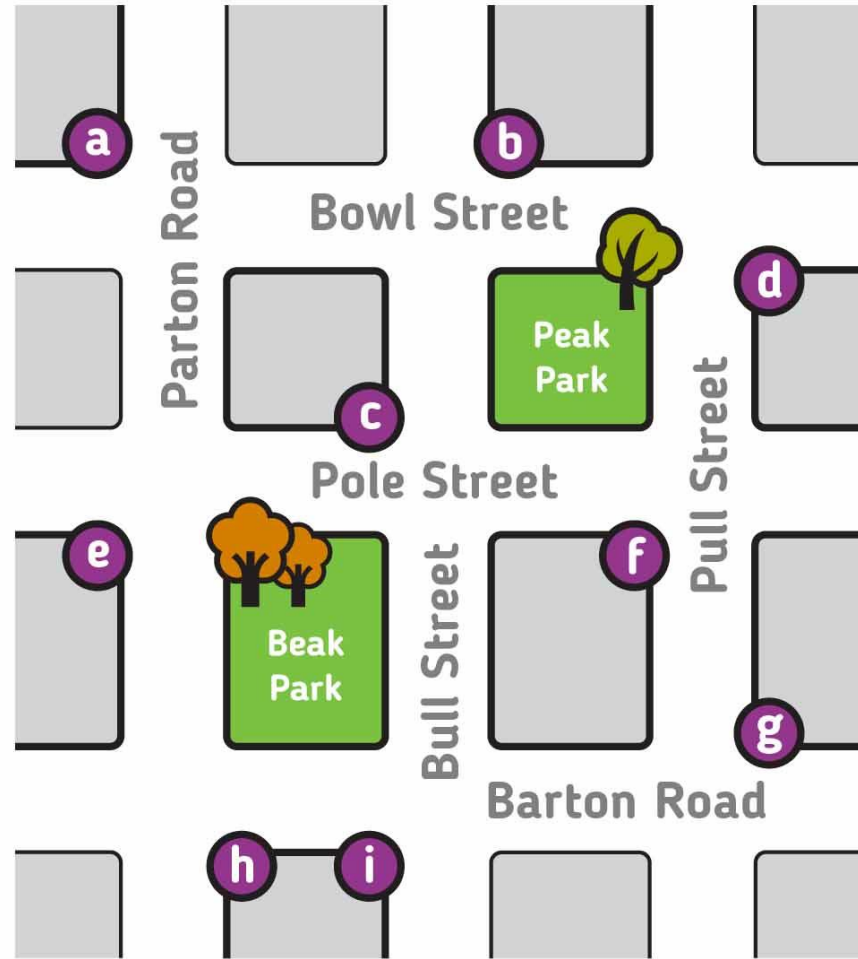 a
b
Parton Road
Bowl Street
d
Peak
Park
c
Pull Street
Pole Street
e
f
Beak
Park
Bull Street
g
Barton Road
h
i